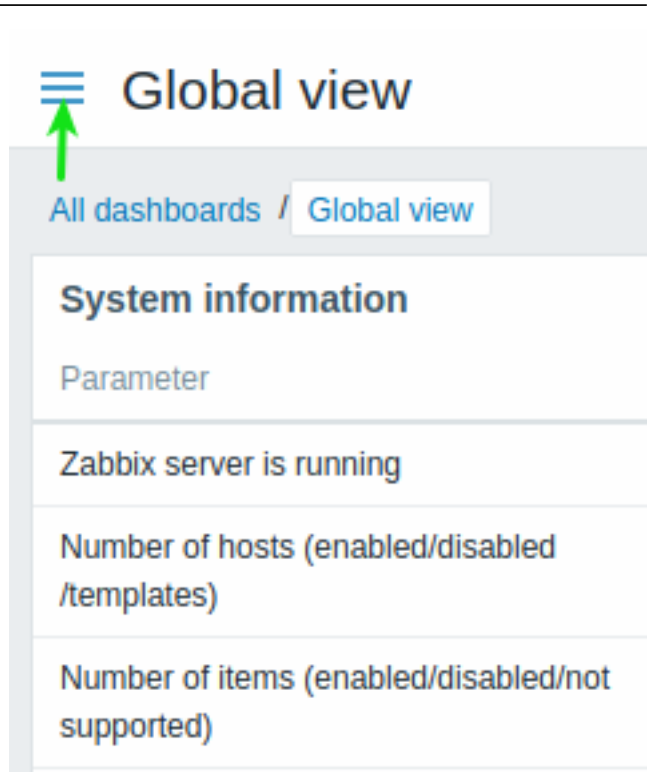 Global view
All dashboards / Global view
System information
Parameter
Zabbix server is running
Number of hosts (enabled/disabled
/templates)
Number of items (enabled/disabled/not
supported)